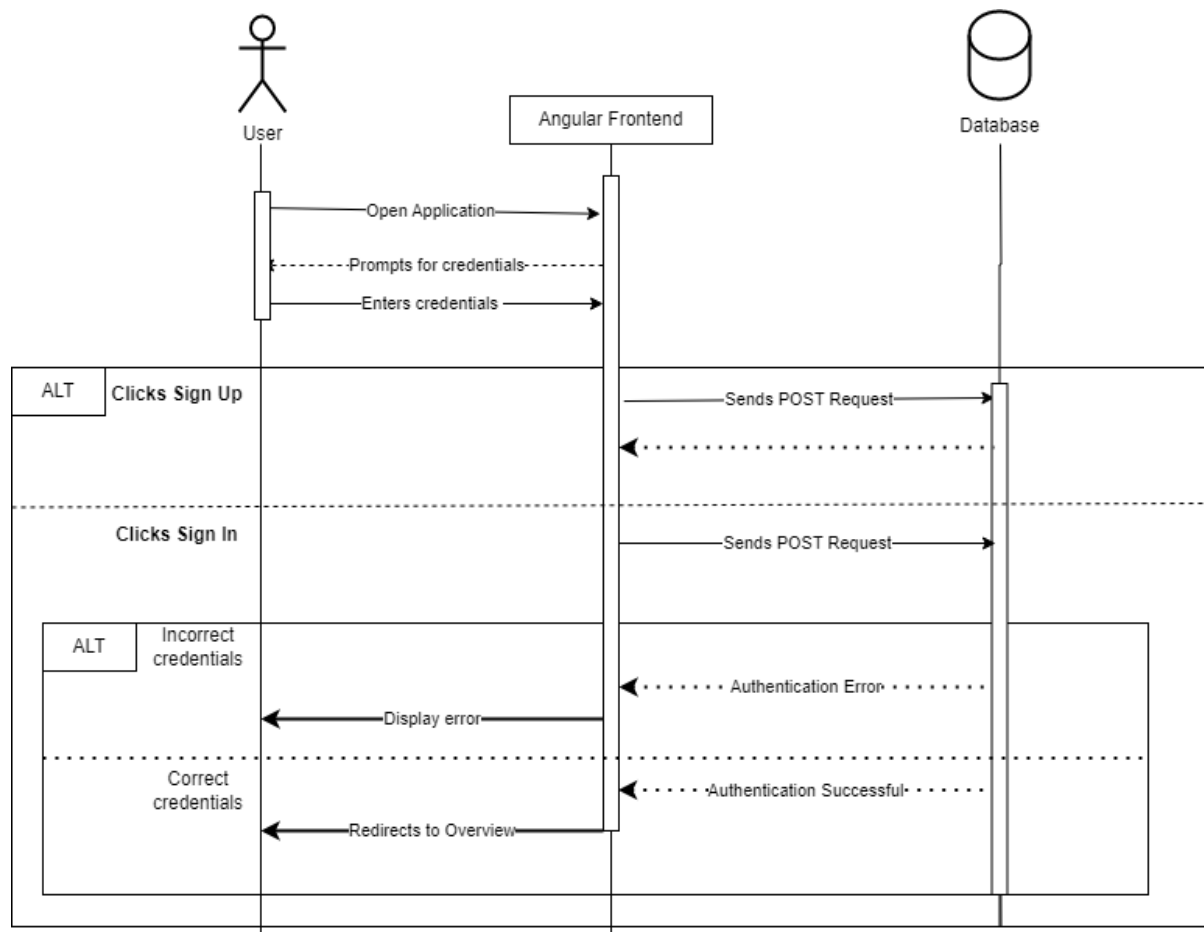 User
Angular Frontend
Database
Open Application
Prompts for credentials
Enters credentials
ALT
Clicks Sign Up
Sends POST Request
Clicks Sign In
Sends POST Request
ALT
Incorrect
credentials
Authentication Error
Display error
Correct
credentials
Authentication Successful
Redirects to Overview